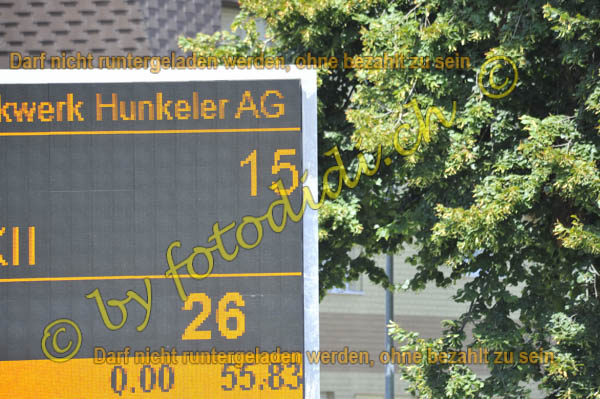 Darf nicht runtergeladen werden, ohne bezahlt zu sein
kwerk Hunkeler AG
15
XII
26
© by fotodidi.ch ©
Darf nicht runtergeladen werden, ohne bezahlt zu sein
0.00 55.83